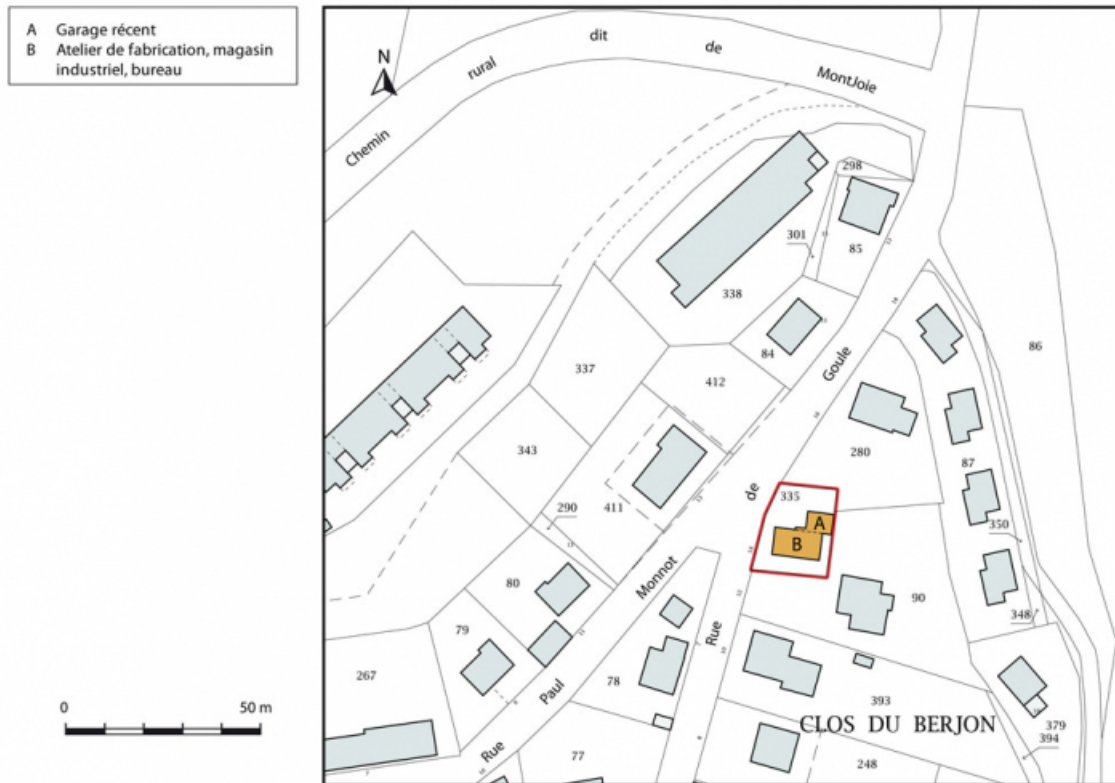 A Garage récent
B Atelier de fabrication, magasin
industriel, bureau
N
Chemin rural dit de MontJoie
298
301
85
338
84
Goule
86
337
412
280
87
343
de
335
350
290
411
A
B
80
Monnot
90
348
79
Rue
267
78
Paul
393
379
CLOS DU BERJON
394
Rue
77
248
0 50 m